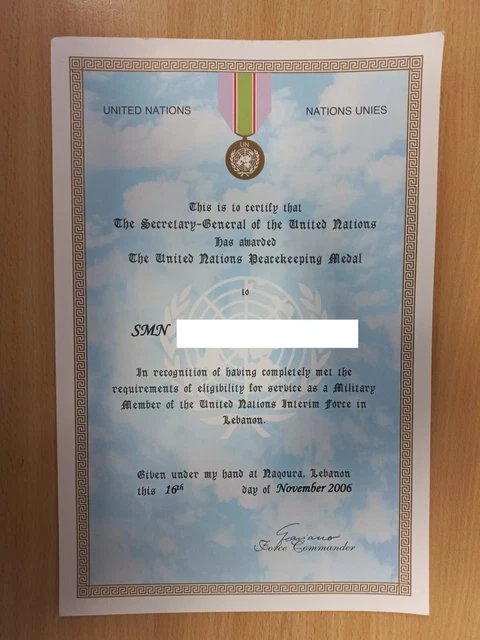 UNITED NATIONS
NATIONS UNIES
UN
This is to certify that
The Secretary-General of the United Nations
Has awarded
The United Nations Peacekeeping Medal
to
SMN
In recognition of having completely met the
requirements of eligibility for service as a Military
Member of the United Nations Interim Force in
Lebanon.
Given under my hand at Naqoura, Lebanon
this 16th day of November 2006
Force Commander